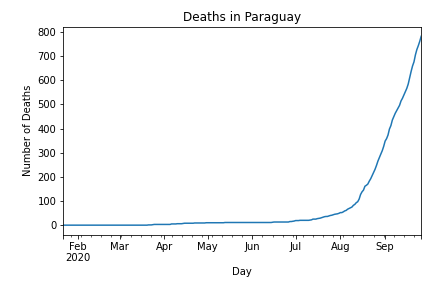 Deaths in Paraguay
800
700
600
500
400
300
200
100
0
Number of Deaths
Feb Mar Apr May Jun Jul Aug Sep
2020
Day